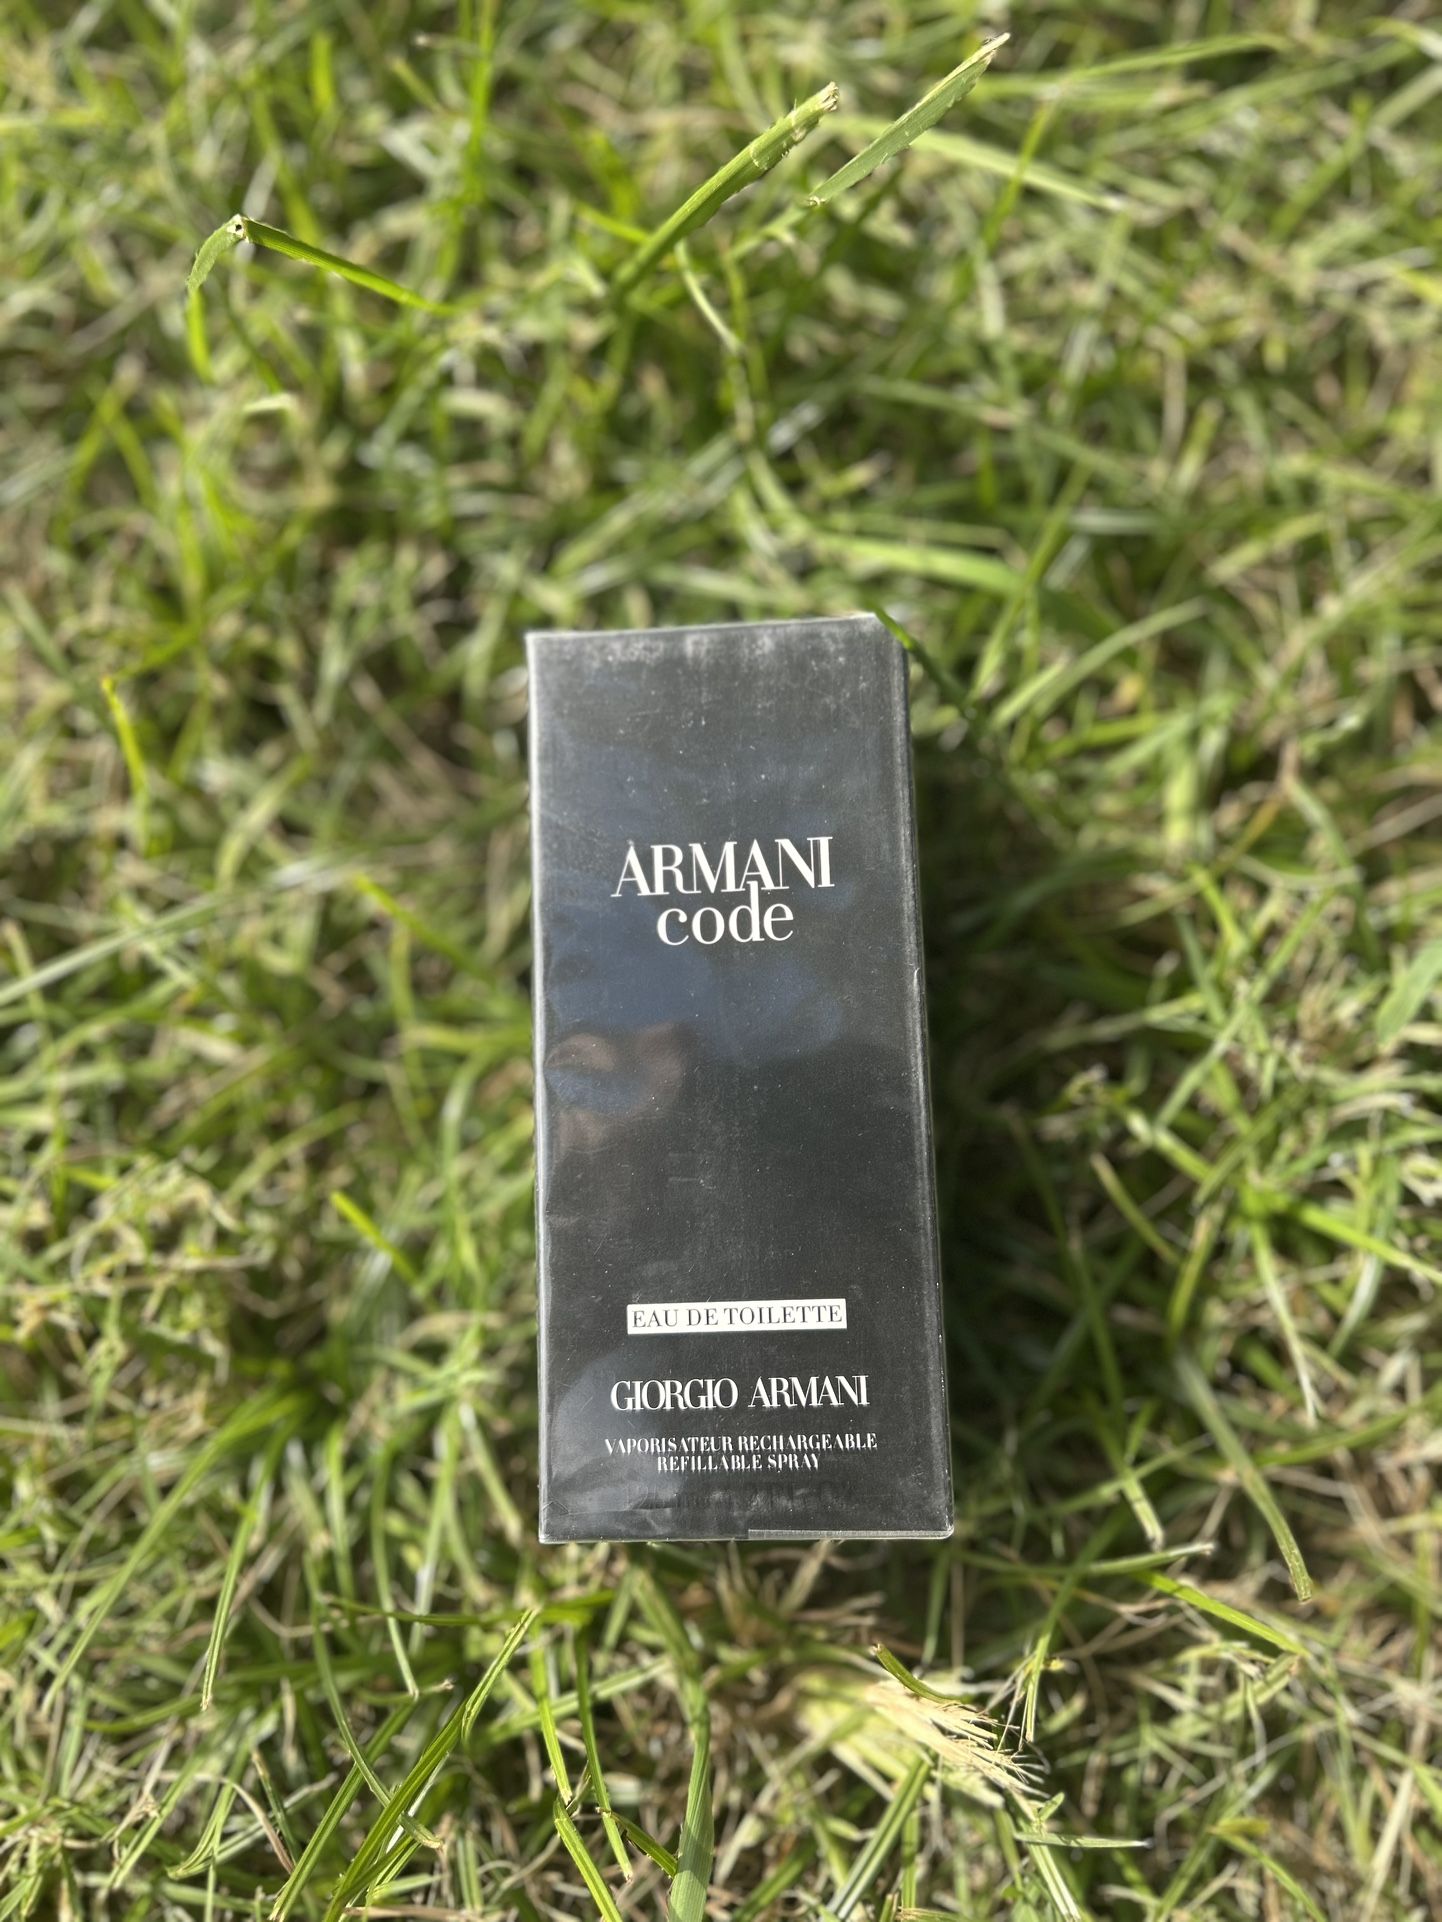 ARMANI
code
EAU DE TOILETTE
GIORGIO ARMANI
VAPORISATEUR RECHARGEABLE
REFILLABLE SPRAY